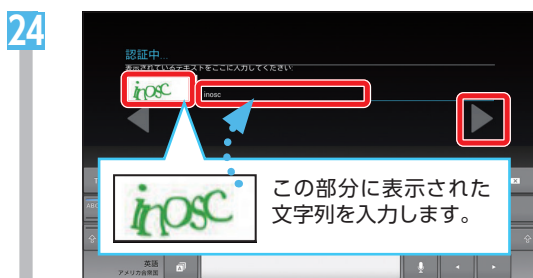 24
認証中...
表示されているテキストをここに入力してください:
inosc
inosc
inosc
この部分に表示された
文字列を入力します。
ABC
英語
アメリカ合衆国